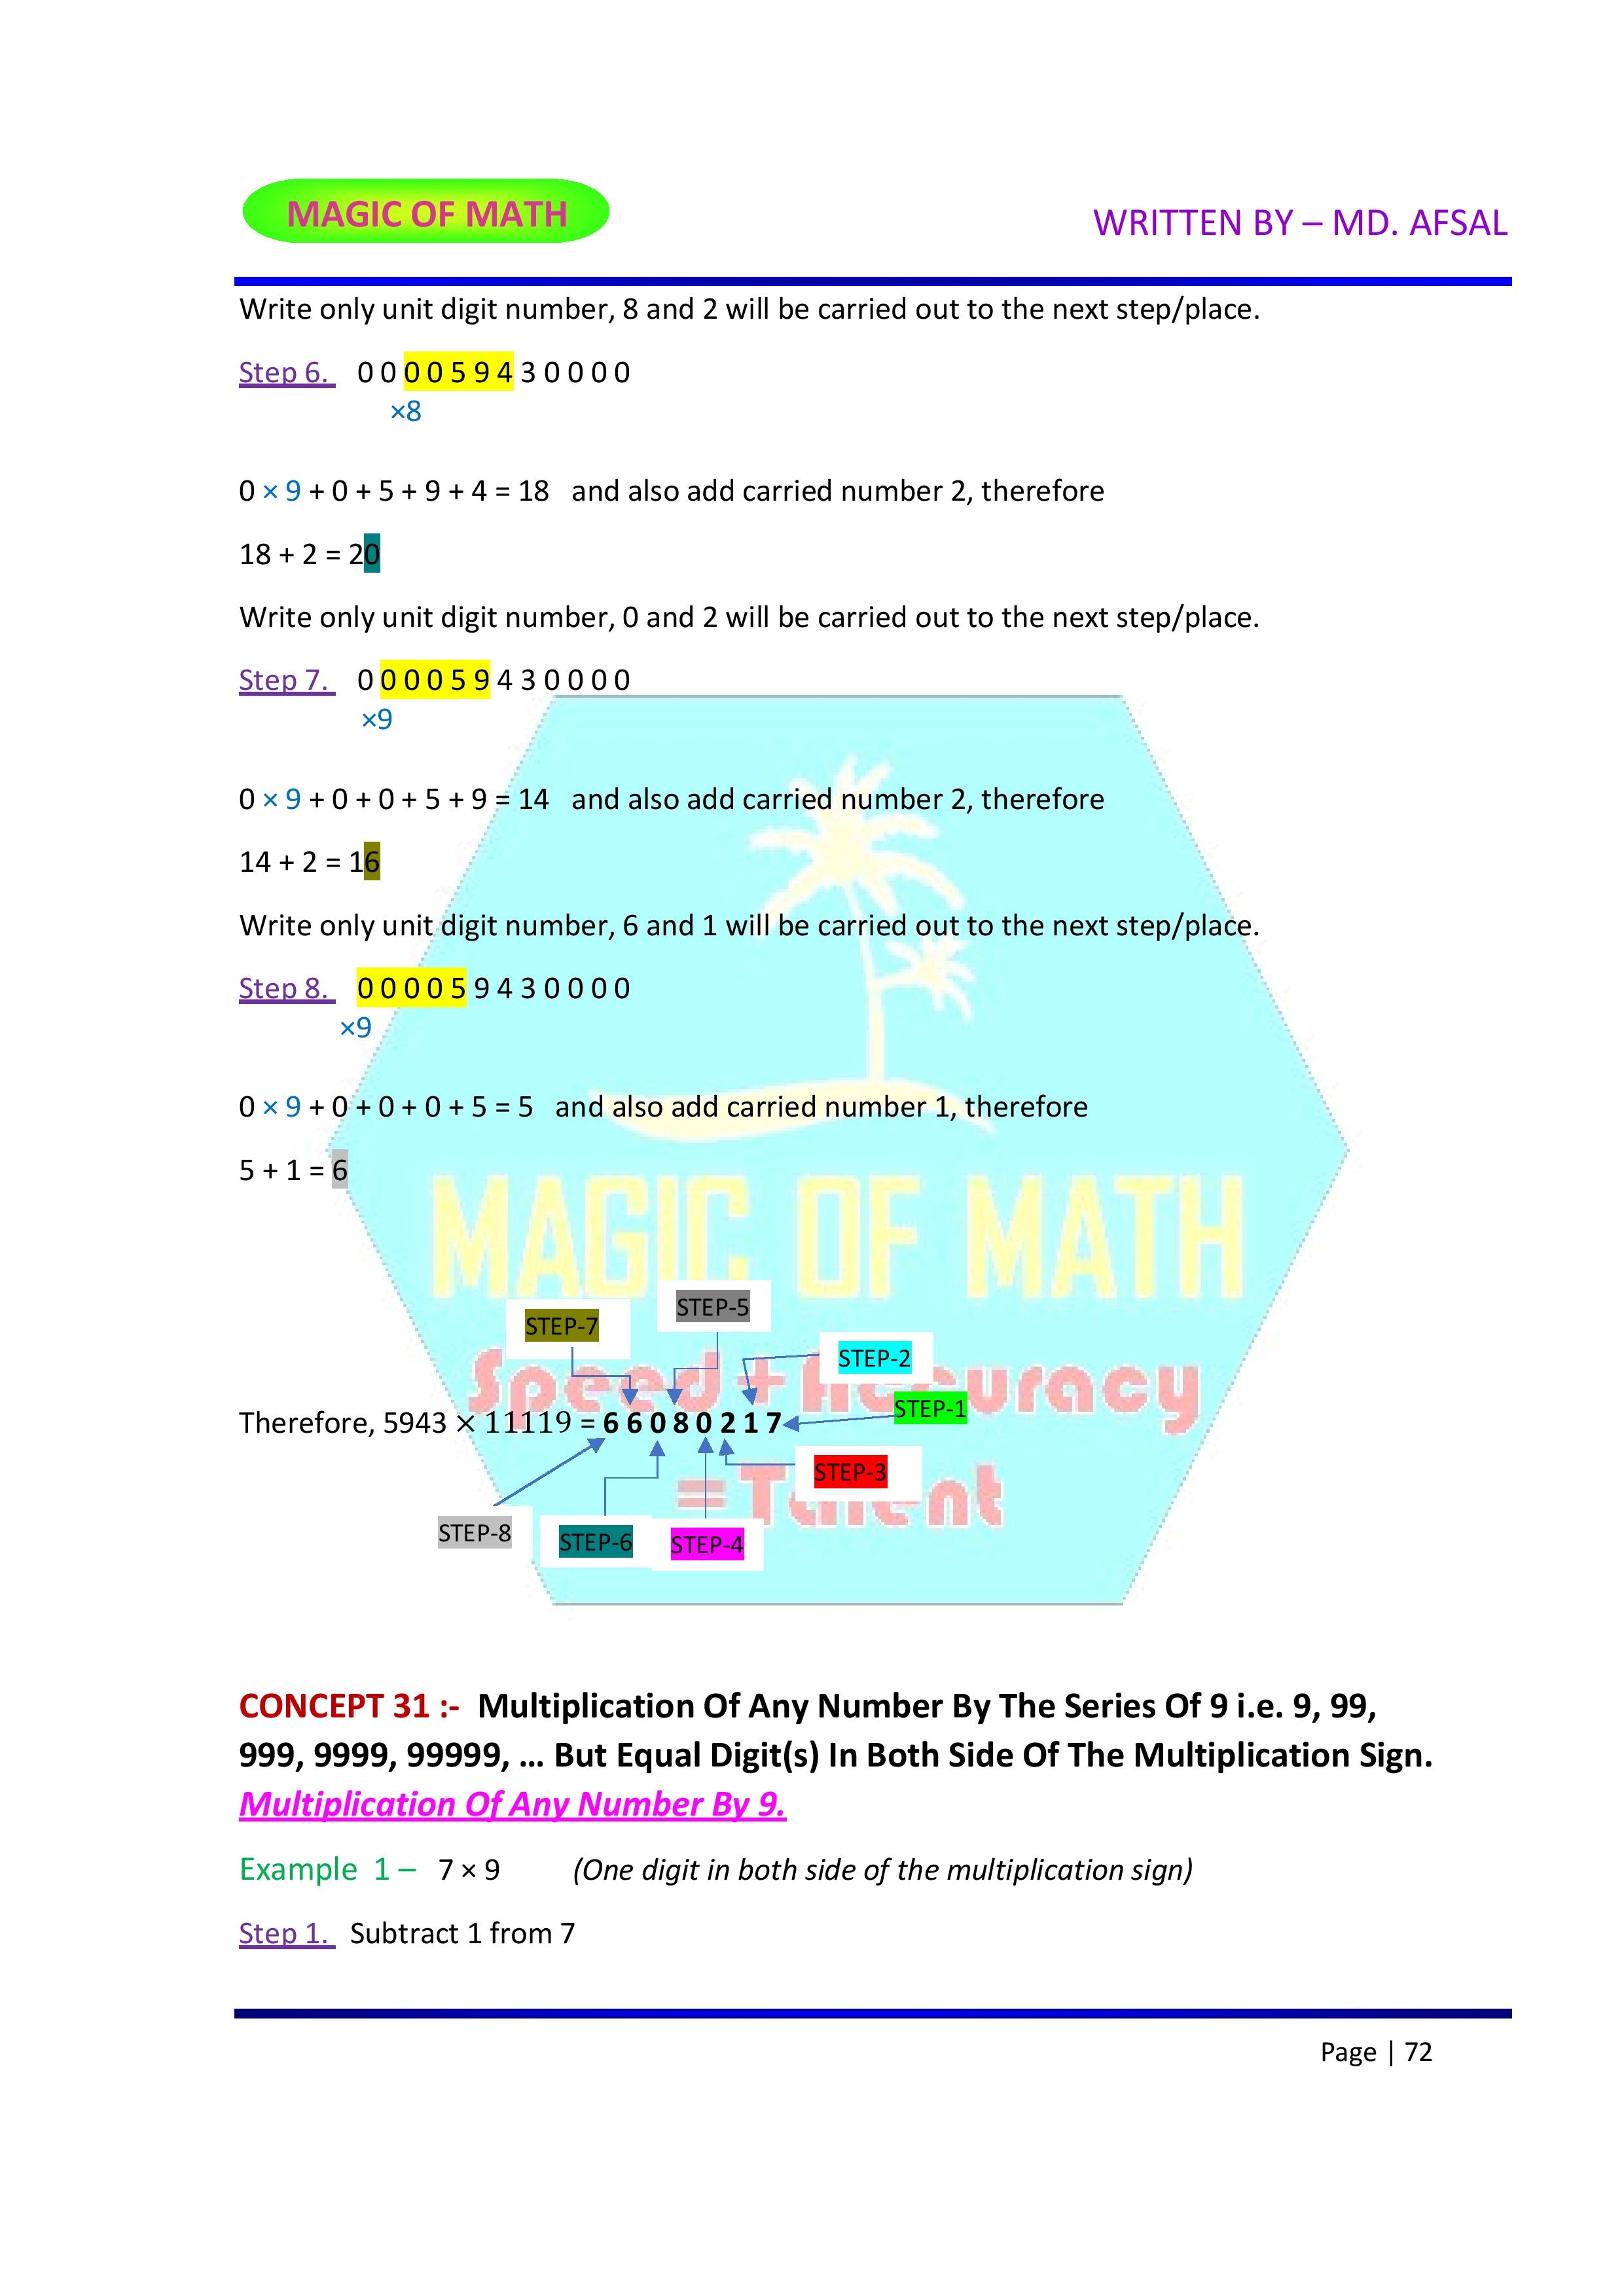 MAGIC OF MATH
WRITTEN BY – MD. AFSAL
Write only unit digit number, 8 and 2 will be carried out to the next step/place.
Step 6. 0 0 0 0 5 9 4 3 0 0 0 0
×8
0 × 9 + 0 + 5 + 9 + 4 = 18 and also add carried number 2, therefore
18 + 2 = 20
Write only unit digit number, 0 and 2 will be carried out to the next step/place.
Step 7. 0 0 0 0 5 9 4 3 0 0 0 0
×9
0 × 9 + 0 + 0 + 5 + 9 = 14 and also add carried number 2, therefore
14 + 2 = 16
Write only unit digit number, 6 and 1 will be carried out to the next step/place.
Step 8. 0 0 0 0 5 9 4 3 0 0 0 0
×9
0 × 9 + 0 + 0 + 0 + 5 = 5 and also add carried number 1, therefore
5 + 1 = 6
MAGIC OF MATH
STEP-5
STEP-7
STEP-2
Speed + Accuracy
STEP-1
Therefore, 5943 × 11119 = 6 6 0 8 0 2 1 7
STEP-3
= Talent
STEP-8
STEP-6
STEP-4
CONCEPT 31 :- Multiplication Of Any Number By The Series Of 9 i.e. 9, 99,
999, 9999, 99999, ... But Equal Digit(s) In Both Side Of The Multiplication Sign.
Multiplication Of Any Number By 9.
Example 1 – 7 × 9 (One digit in both side of the multiplication sign)
Step 1. Subtract 1 from 7
Page | 72